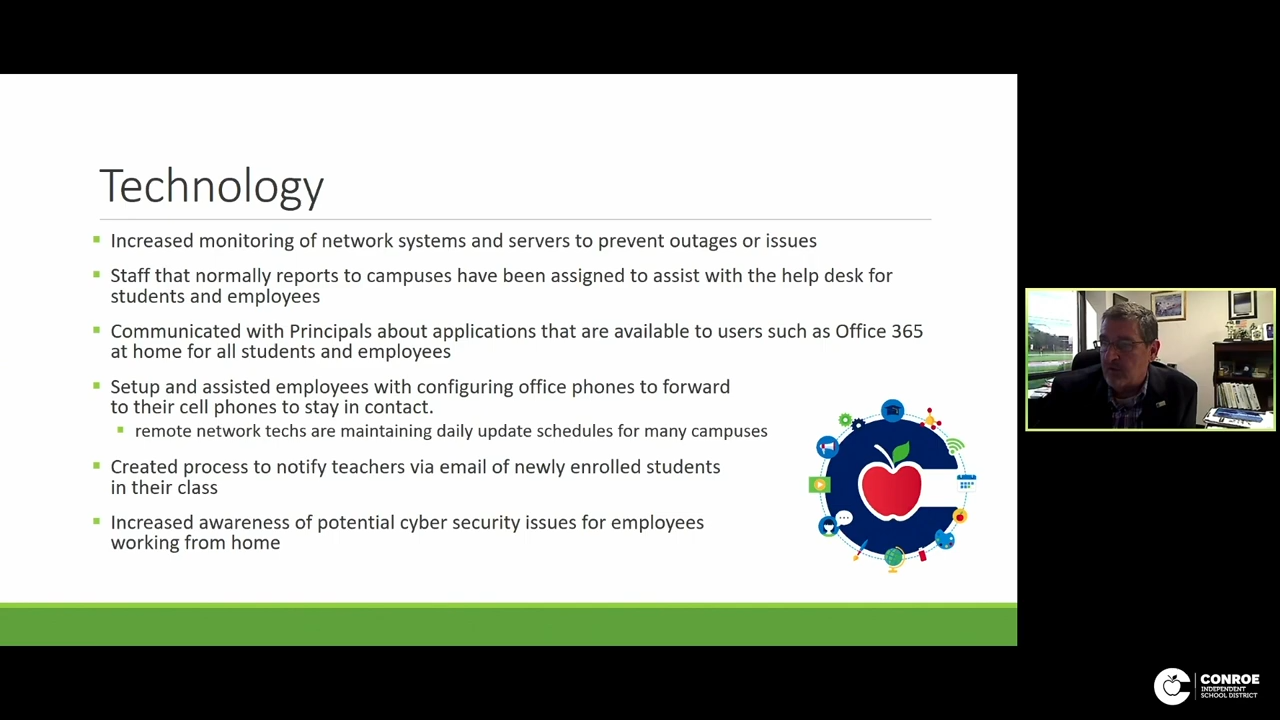 Technology
Increased monitoring of network systems and servers to prevent outages or issues
Staff that normally reports to campuses have been assigned to assist with the help desk for
students and employees
Communicated with Principals about applications that are available to users such as Office 365
at home for all students and employees
Setup and assisted employees with configuring office phones to forward
to their cell phones to stay in contact.
remote network techs are maintaining daily update schedules for many campuses
Created process to notify teachers via email of newly enrolled students
in their class
Increased awareness of potential cyber security issues for employees
working from home
CONROE
INDEPENDENT
SCHOOL DISTRICT